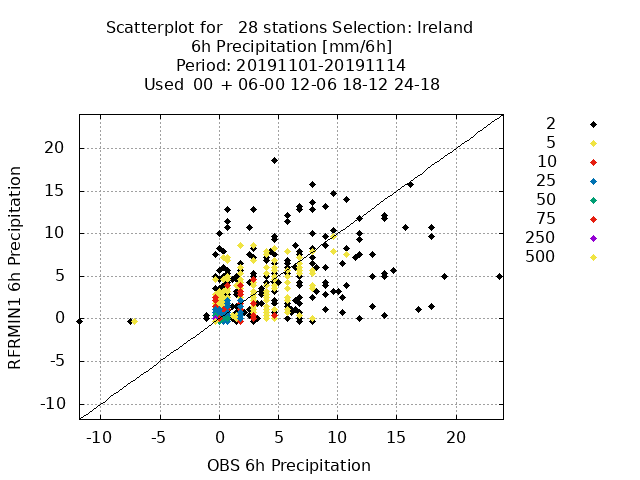 Scatterplot for   28 stations Selection: Ireland
6h Precipitation [mm/6h]
Period: 20191101-20191114
Used  00 + 06-00 12-06 18-12 24-18
2
5
10
25
50
75
250
500
20
15
10
5
0
-5
-10
RFRMIN1 6h Precipitation
-10 -5 0 5 10 15 20
OBS 6h Precipitation